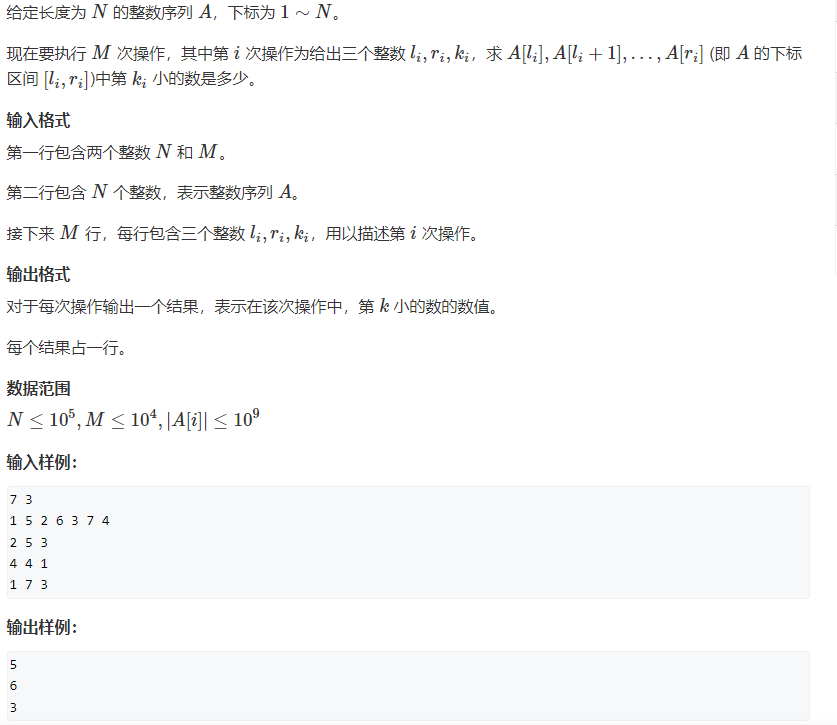 给定长度为 N 的整数序列 A，下标为 1 ∼ N。
现在要执行 M 次操作，其中第 i 次操作为给出三个整数 l_i, r_i, k_i，求 A[l_i], A[l_i + 1], . . . , A[r_i] (即 A 的下标
区间 [l_i, r_i])中第 k_i 小的数是多少。
输入格式
第一行包含两个整数 N 和 M。
第二行包含 N 个整数，表示整数序列 A。
接下来 M 行，每行包含三个整数 l_i, r_i, k_i，用以描述第 i 次操作。
输出格式
对于每次操作输出一个结果，表示在该次操作中，第 k 小的数的数值。
每个结果占一行。
数据范围
N ≤ 10^5, M ≤ 10^4, |A[i]| ≤ 10^9
输入样例：
7 3
1 5 2 6 3 7 4
2 5 3
4 4 1
1 7 3
输出样例：
5
6
3